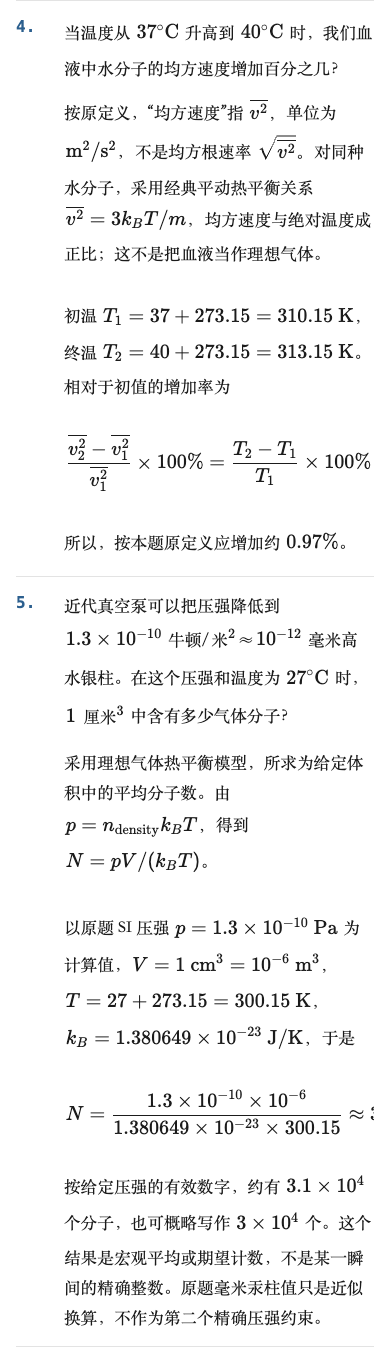 4. 当温度从 37°C 升高到 40°C 时，我们血
液中水分子的均方速度增加百分之几？
按原定义，“均方速度”指 $\overline{v^2}$，单位为
m²/s²，不是均方根速率 $\sqrt{\overline{v^2}}$。对同种
水分子，采用经典平动热平衡关系
$\overline{v^2} = 3k_BT/m$，均方速度与绝对温度成
正比；这不是把血液当作理想气体。
初温 $T_1 = 37 + 273.15 = 310.15$ K，
终温 $T_2 = 40 + 273.15 = 313.15$ K。
相对于初值的增加率为
$\frac{\overline{v_2^2} - \overline{v_1^2}}{\overline{v_1^2}} \times 100\% = \frac{T_2 - T_1}{T_1} \times 100\%$
所以，按本题原定义应增加约 0.97%。
5. 近代真空泵可以把压强降低到
$1.3 \times 10^{-10}$ 牛顿/米² ≈ $10^{-12}$ 毫米高
水银柱。在这个压强和温度为 27°C 时，
1 厘米³ 中含有多少气体分子？
采用理想气体热平衡模型，所求为给定体
积中的平均分子数。由
$p = n_{\text{density}}k_BT$，得到
$N = pV/(k_BT)$。
以原题 SI 压强 $p = 1.3 \times 10^{-10}$ Pa 为
计算值，$V = 1$ cm³ $= 10^{-6}$ m³，
$T = 27 + 273.15 = 300.15$ K，
$k_B = 1.380649 \times 10^{-23}$ J/K，于是
$N = \frac{1.3 \times 10^{-10} \times 10^{-6}}{1.380649 \times 10^{-23} \times 300.15} \approx$
按给定压强的有效数字，约有 $3.1 \times 10^4$
个分子，也可概略写作 $3 \times 10^4$ 个。这个
结果是宏观平均或期望计数，不是某一瞬
间的精确整数。原题毫米汞柱值只是近似
换算，不作为第二个精确压强约束。